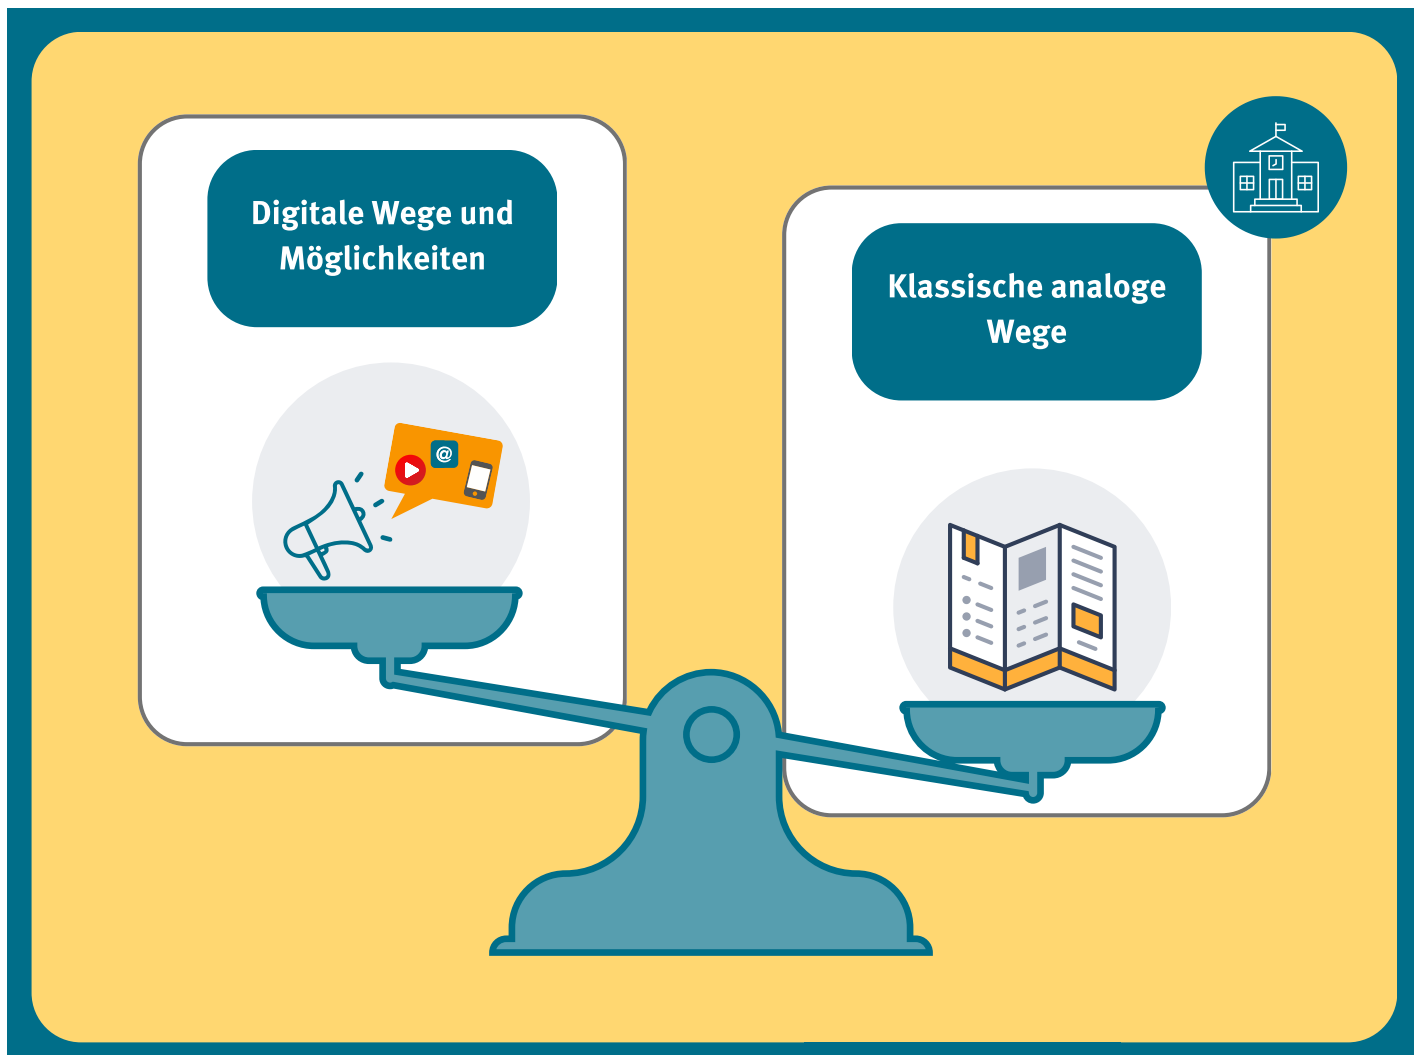 Digitale Wege und
Möglichkeiten
Klassische analoge
Wege
@